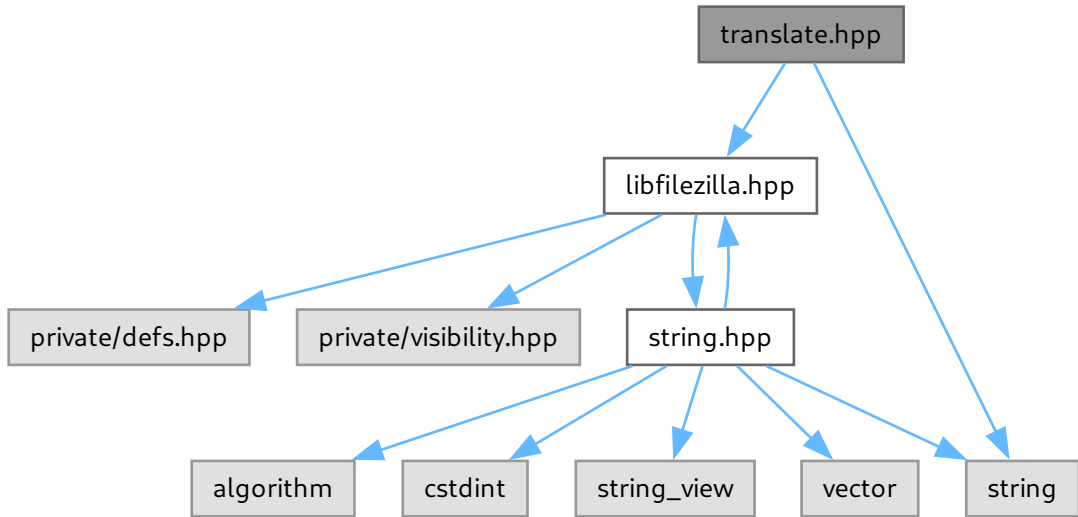 translate.hpp
libfilezilla.hpp
private/defs.hpp
private/visibility.hpp
string.hpp
algorithm
cstdint
string_view
vector
string